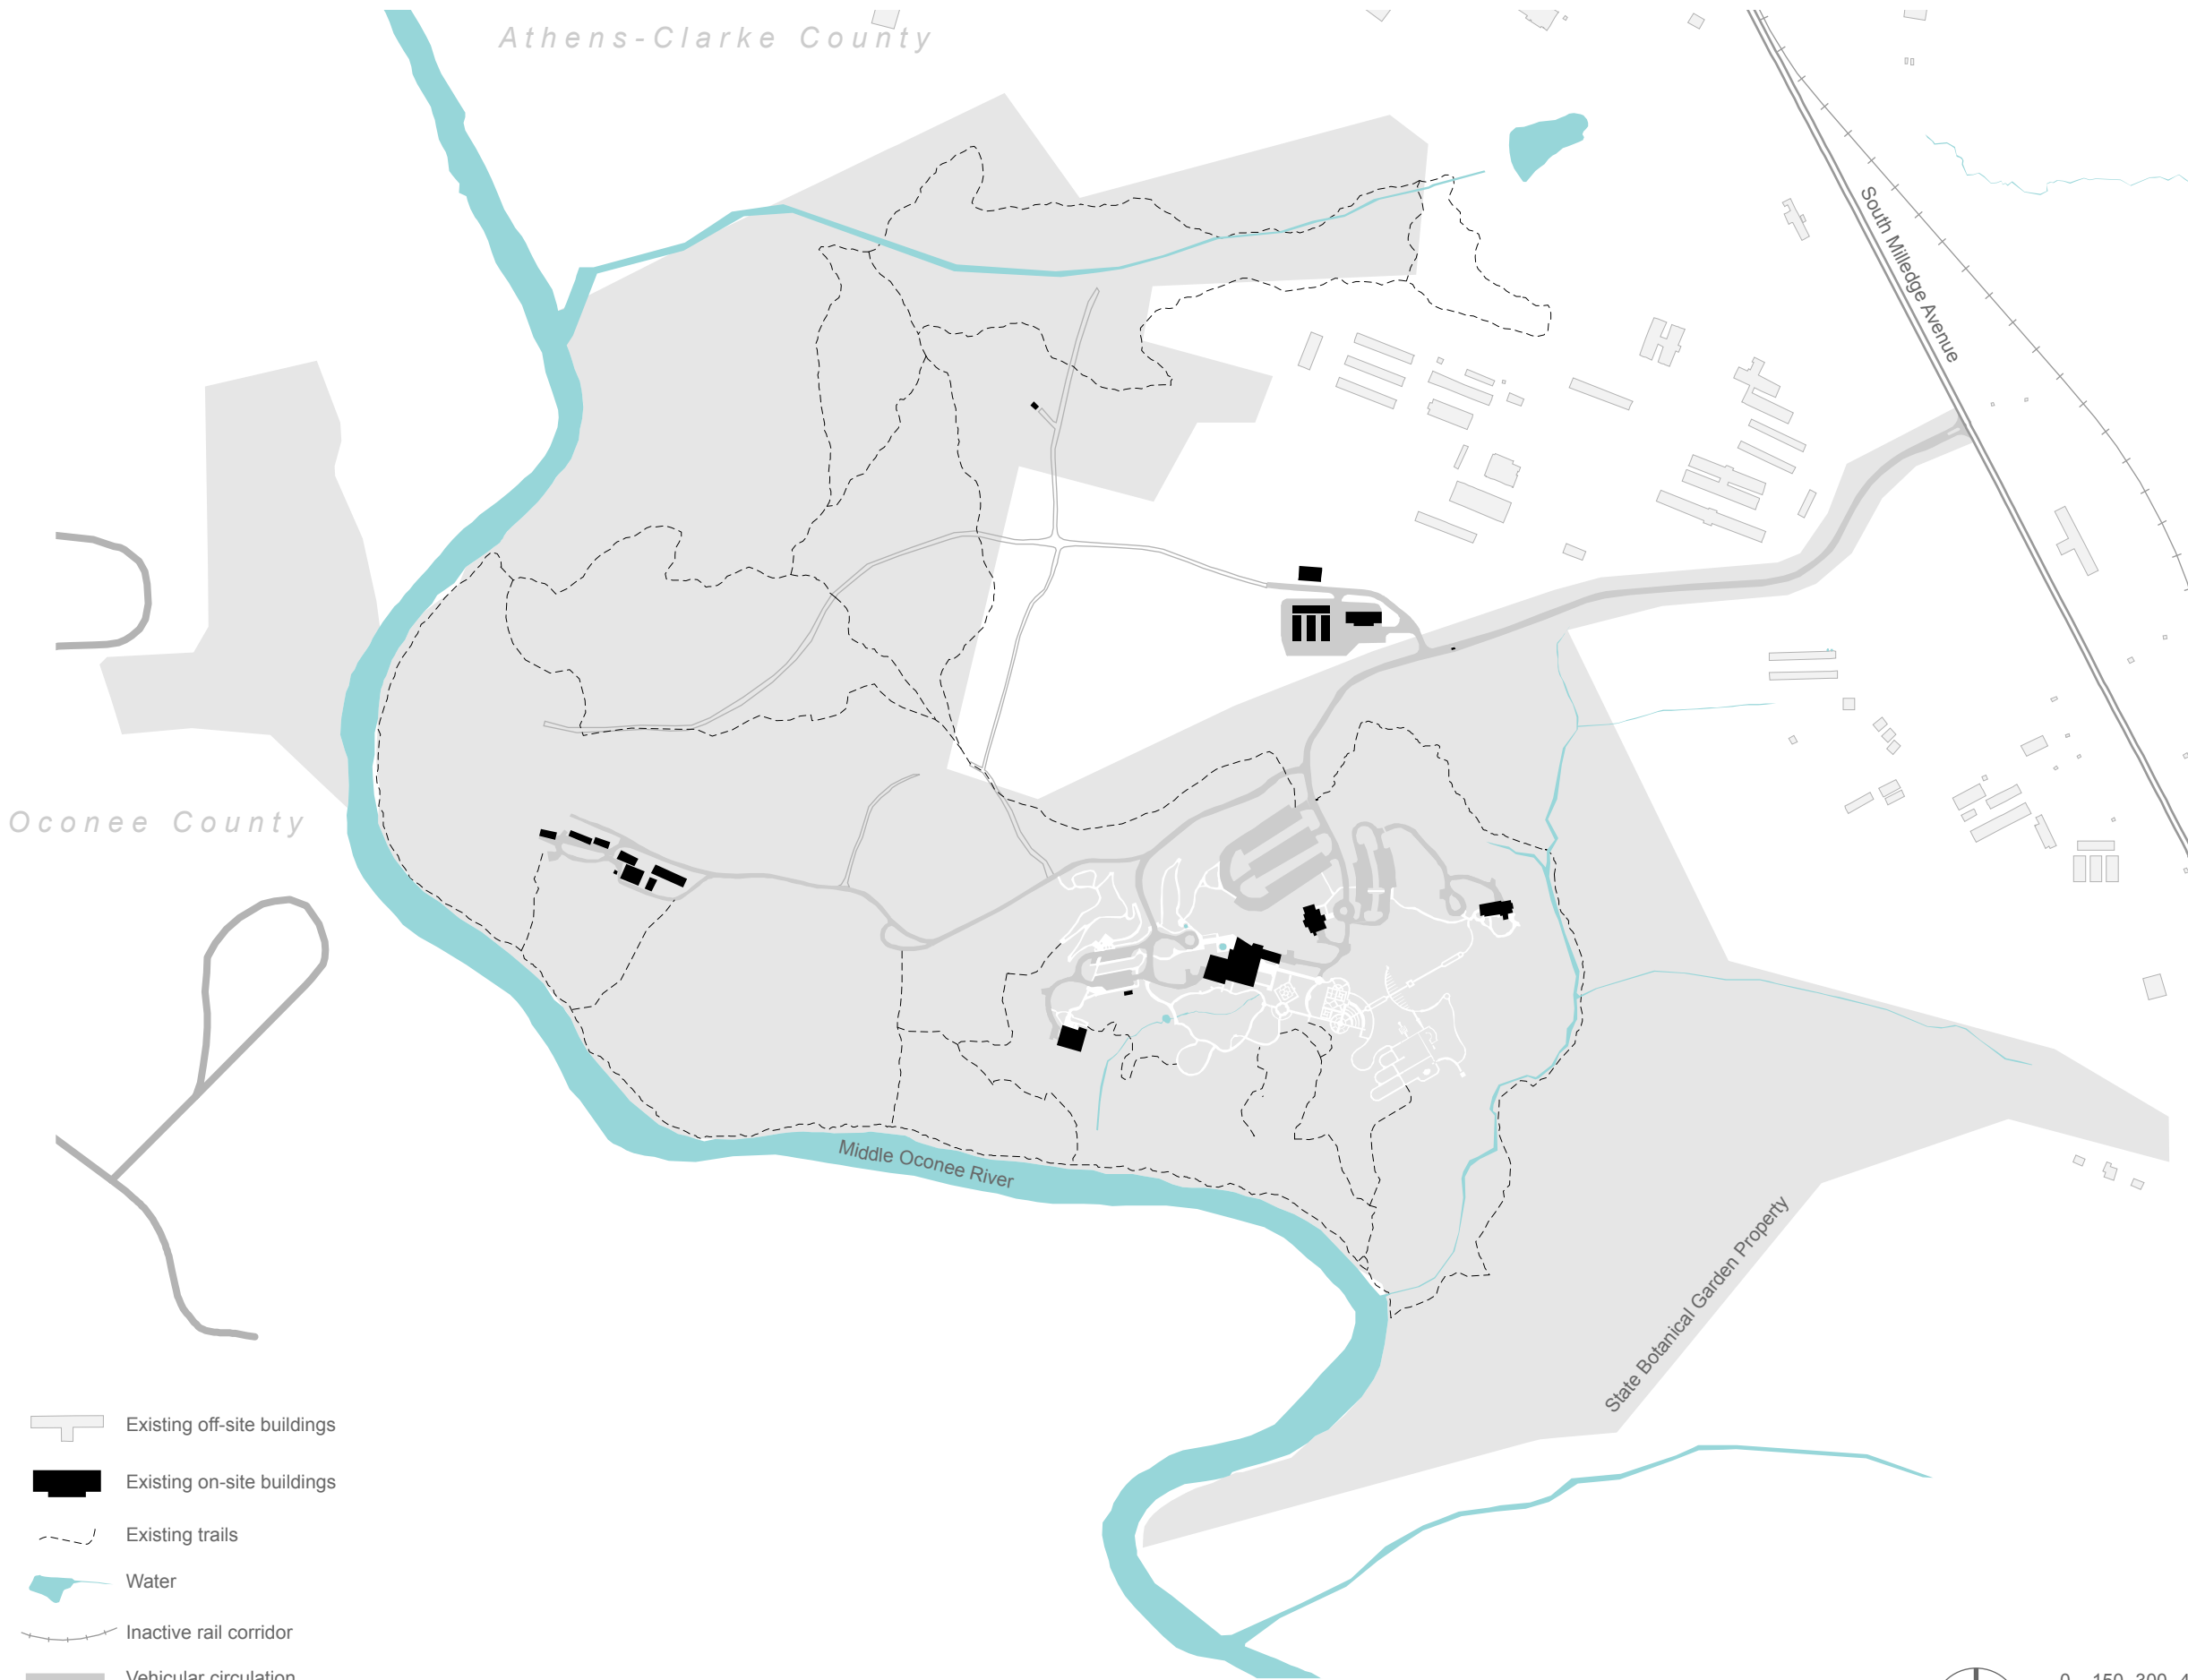 Athens-Clarke County
South Milledge Avenue
Oconee County
Middle Oconee River
State Botanical Garden Property
Existing off-site buildings
Existing on-site buildings
Existing trails
Water
Inactive rail corridor
Vehicular circulation
0 150 300